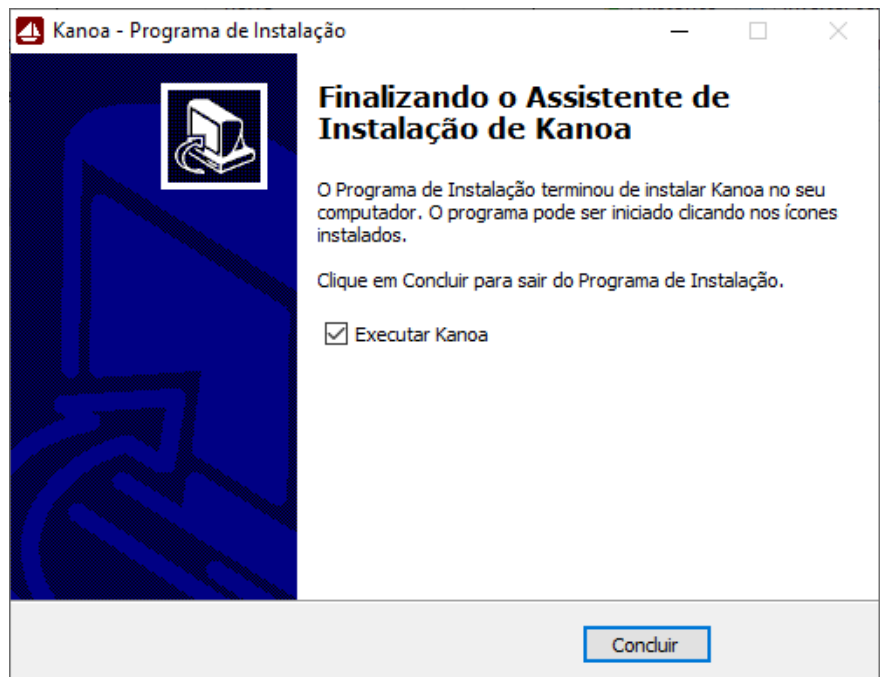 Kanoa - Programa de Instalação
Finalizando o Assistente de
Instalação de Kanoa
O Programa de Instalação terminou de instalar Kanoa no seu
computador. O programa pode ser iniciado clicando nos ícones
instalados.
Clique em Concluir para sair do Programa de Instalação.
Executar Kanoa
Concluir